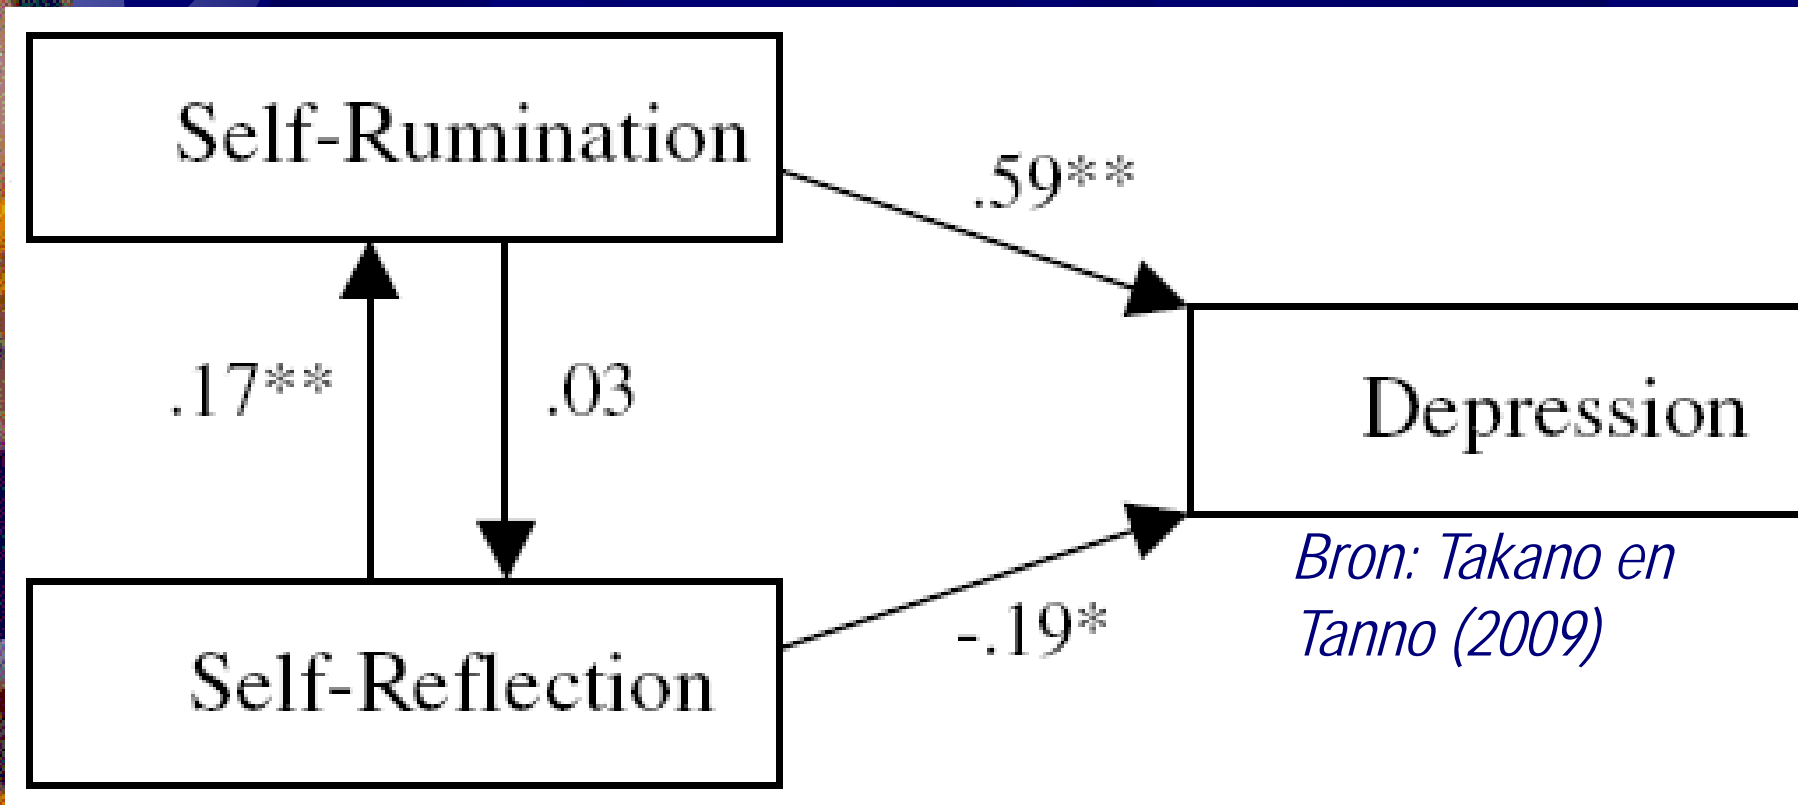 Self-Rumination
.59**
.17**
.03
Depression
Bron: Takano en
Tanno (2009)
-.19*
Self-Reflection